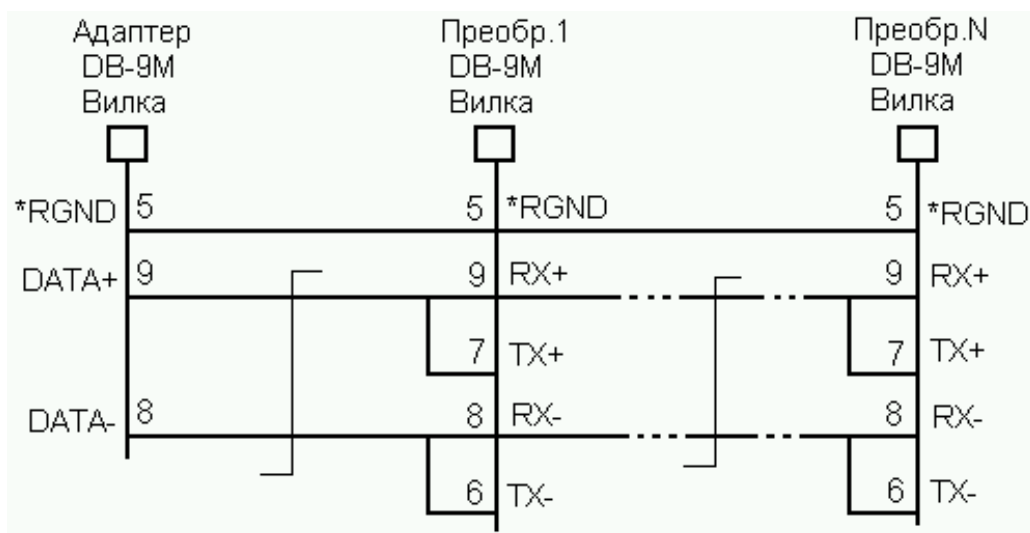 Адаптер Преобр.1 Преобр.N
DB-9M DB-9M DB-9M
Вилка Вилка Вилка
*RGND 5 5 *RGND 5 *RGND
DATA+ 9 9 RX+ 9 RX+
7 TX+ 7 TX+
DATA- 8 8 RX- 8 RX-
6 TX- 6 TX-